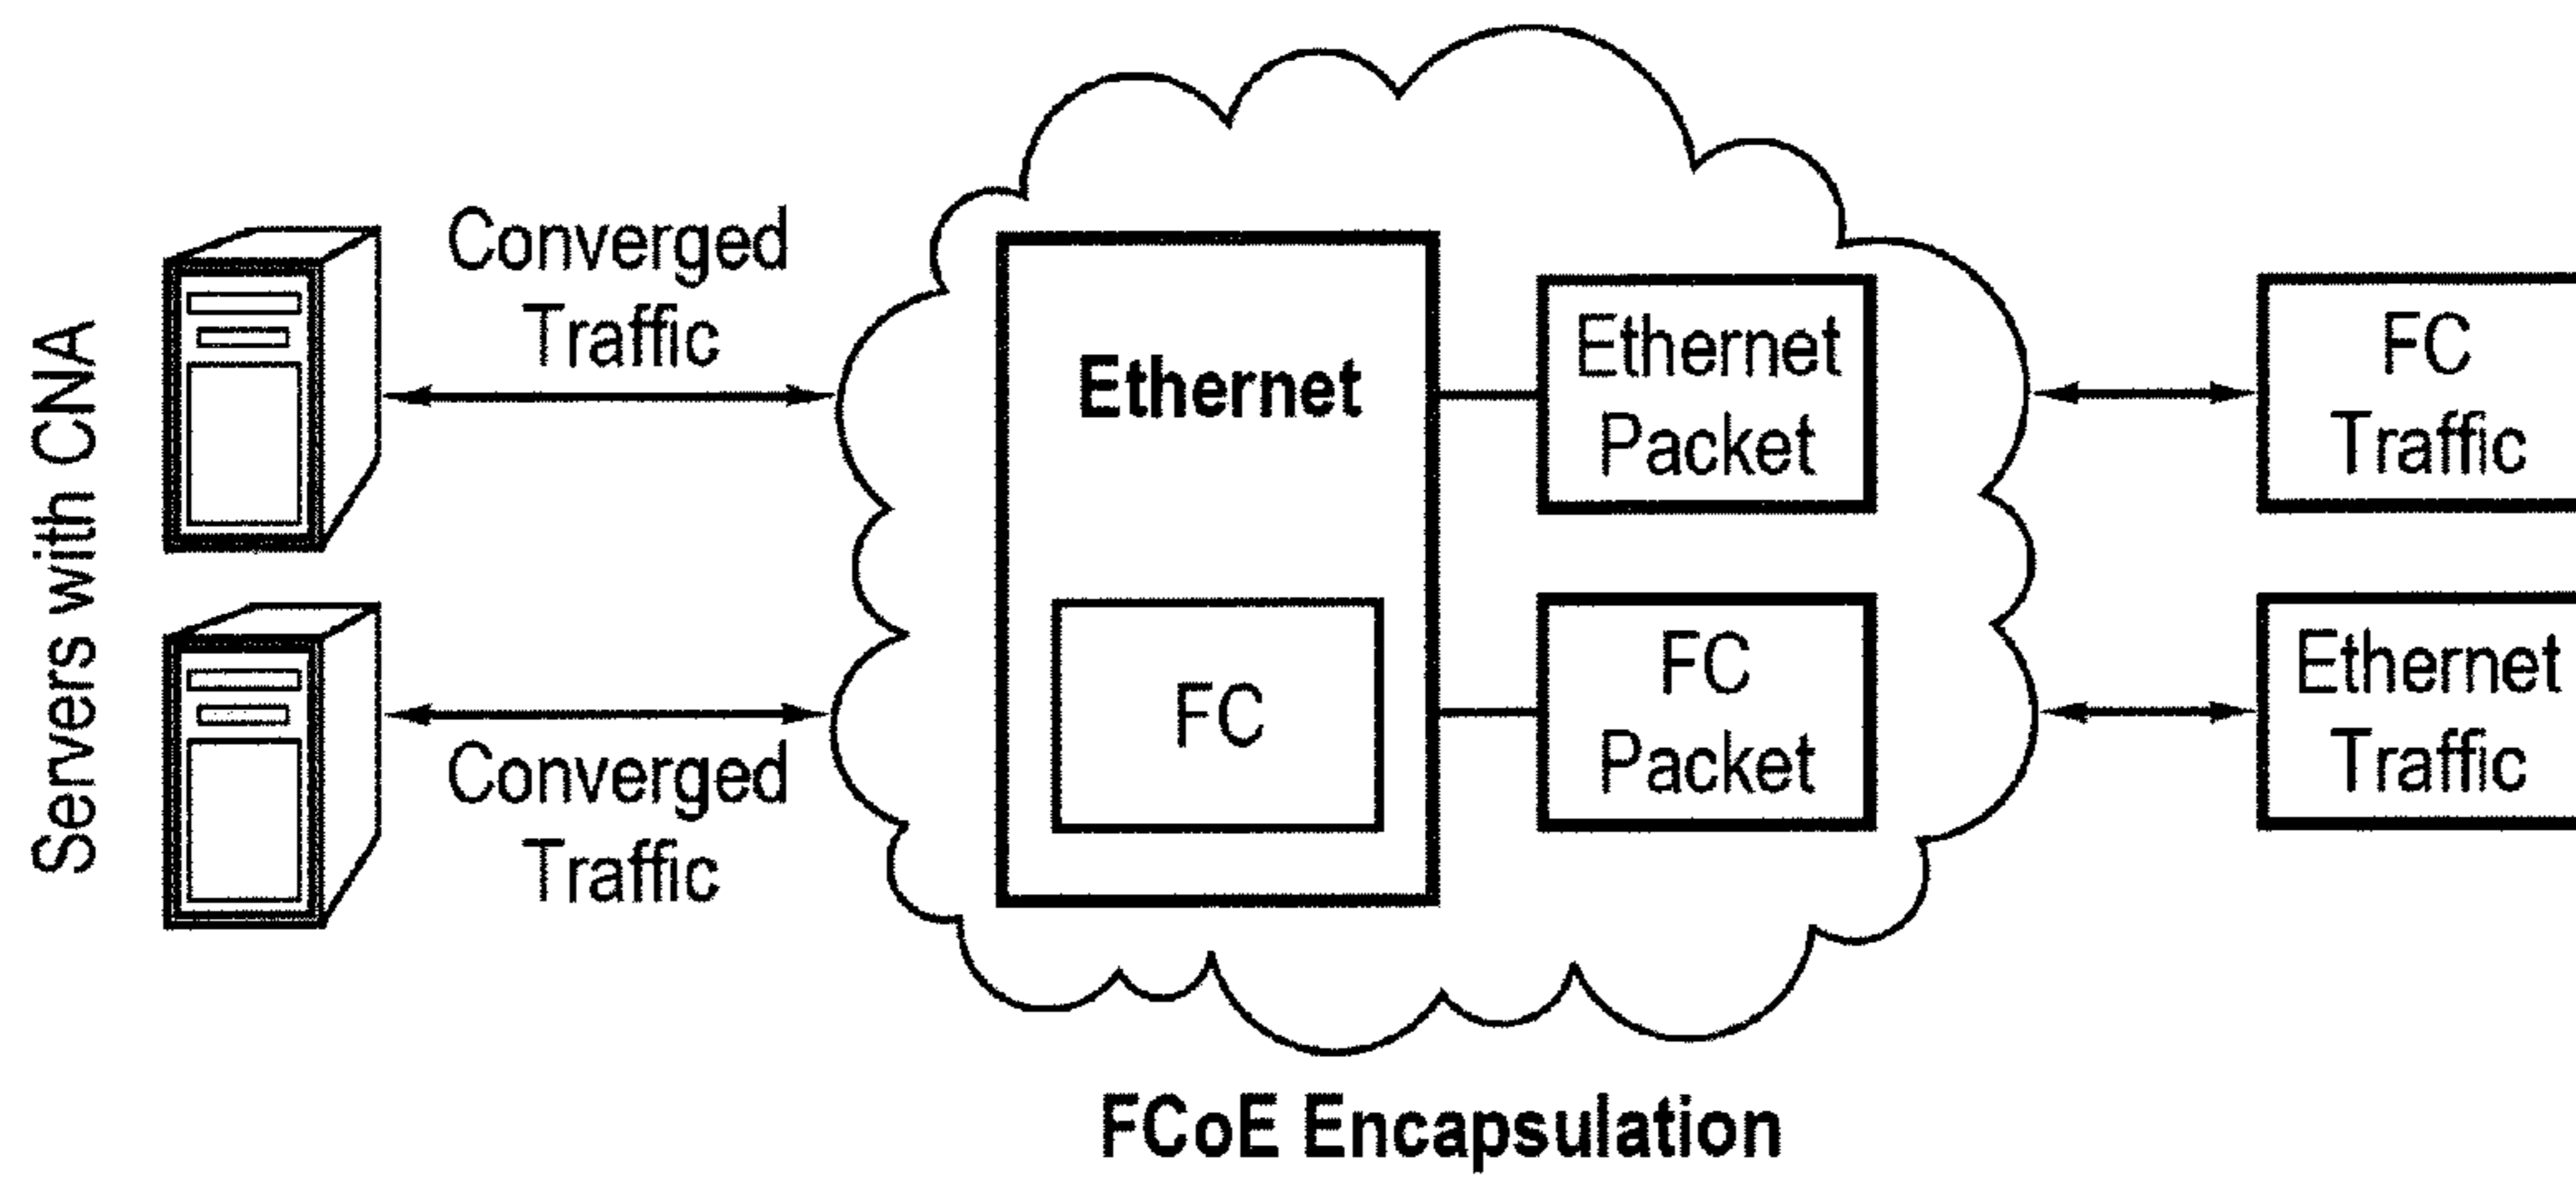 Servers with CNA
Converged
Traffic
Converged
Traffic
Ethernet
FC
Ethernet
Packet
FC
Packet
FC
Traffic
Ethernet
Traffic
FCoE Encapsulation